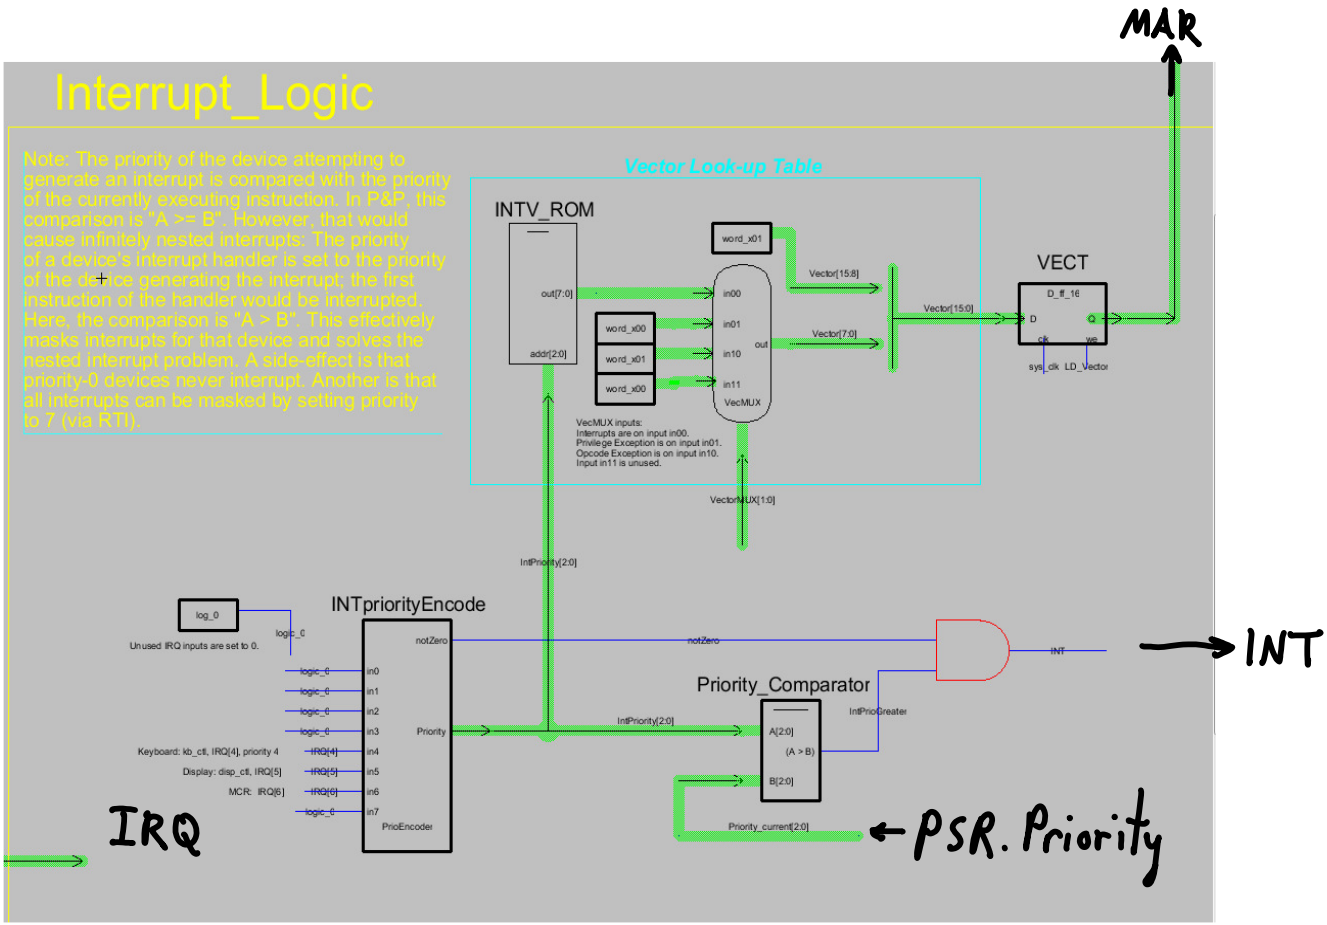 MAR
Interrupt_Logic
Note: The priority of the device attempting to
generate an interrupt is compared with the priority
of the currently executing instruction. In P&P, this
comparison is "A >= B". However, that would
cause infinitely nested interrupts: The priority
of a device's interrupt handler is set to the priority
of the device generating the interrupt; the first
instruction of the handler would be interrupted.
Here, the comparison is "A > B". This effectively
masks interrupts for that device and solves the
nested interrupt problem. A side-effect is that
priority-0 devices never interrupt. Another is that
all interrupts can be masked by setting priority
to 7 (via RTI).
Vector Look-up Table
INTV_ROM
out[7:0]
addr[2:0]
word_x01
word_x00
word_x01
word_x00
in00
in01
in10
in11
out
VecMUX
Vector[15:8]
Vector[7:0]
Vector[15:0]
VECT
D_ff_16
D
Q
clk
we
sys_clk
LD_Vector
VecMUX inputs:
Interrupts are on input in00.
Privilege Exception is on input in01.
Opcode Exception is on input in10.
Input in11 is unused.
VectorMUX[1:0]
IntPriority[2:0]
log_0
logic_0
Unused IRQ inputs are set to 0.
INTpriorityEncode
notZero
notZero
logic_0
in0
logic_0
in1
logic_0
in2
logic_0
in3
Priority
Keyboard: kb_ctl, IRQ[4], priority 4
IRQ[4]
in4
Display: disp_ctl, IRQ[5]
IRQ[5]
in5
MCR: IRQ[6]
IRQ[6]
in6
logic_0
in7
PrioEncoder
IntPriority[2:0]
Priority_Comparator
A[2:0]
(A > B)
B[2:0]
IntPrioGreater
INT
INT
Priority_current[2:0]
IRQ
PSR.Priority